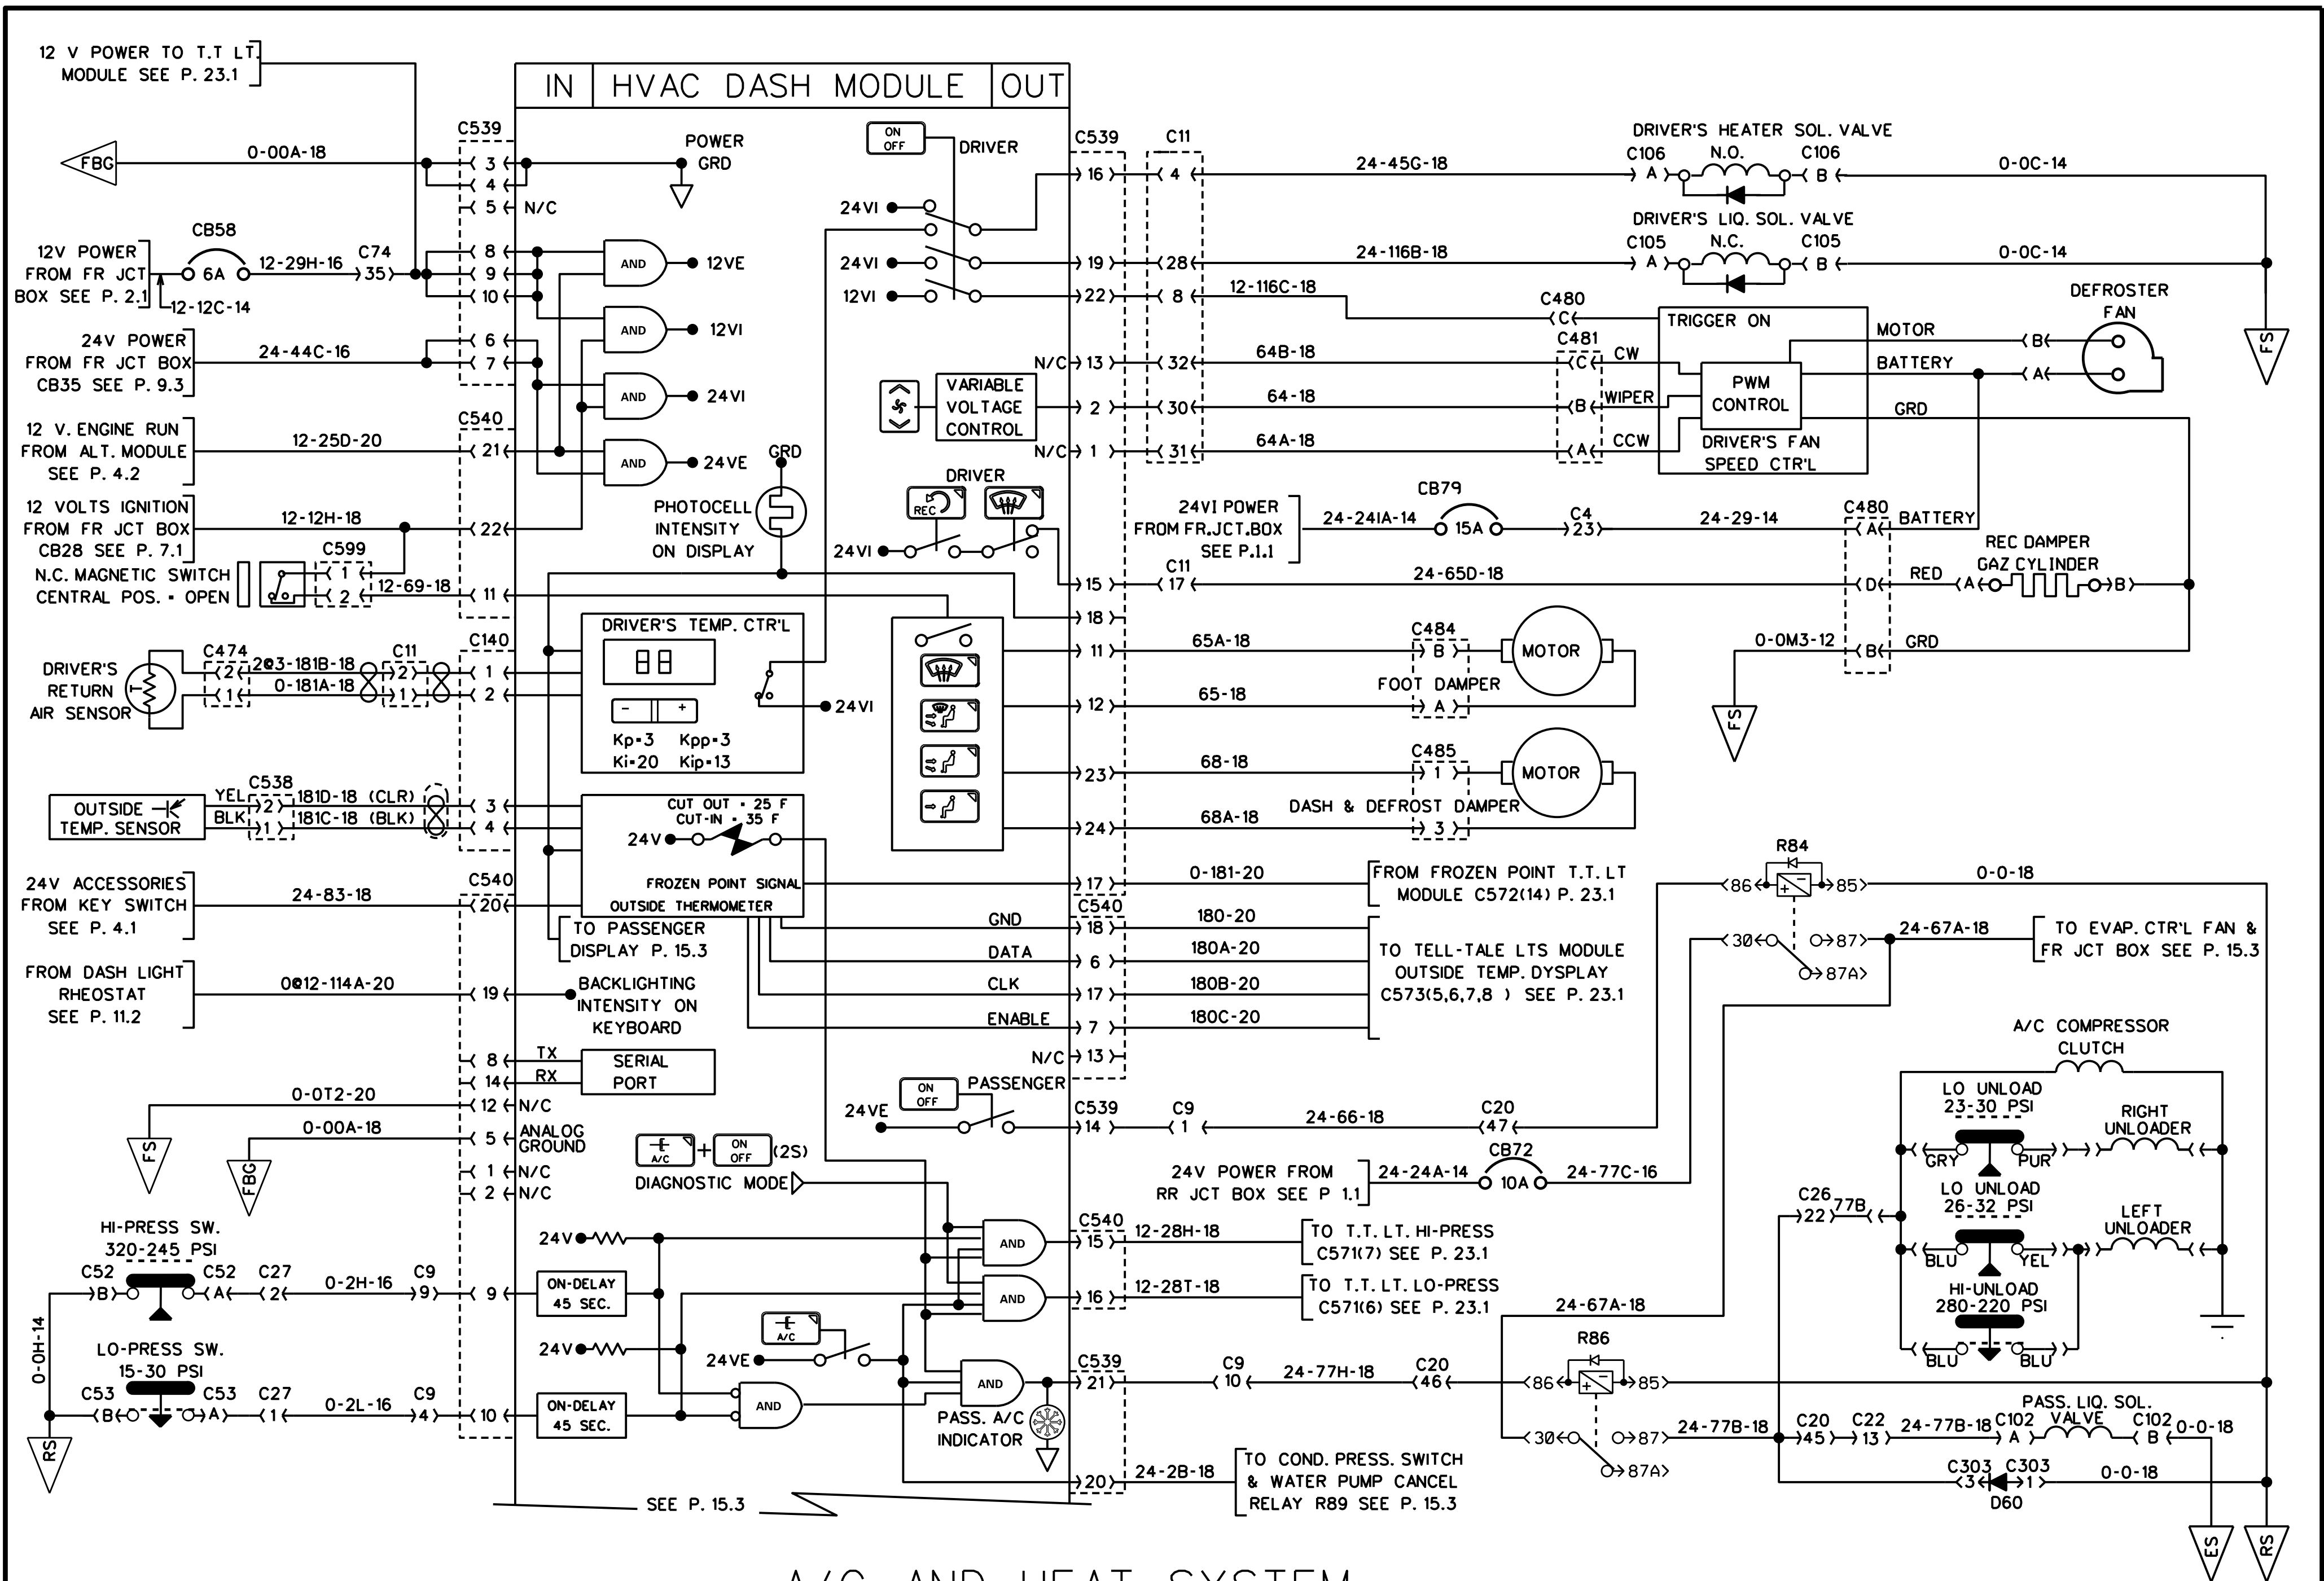 12 V POWER TO T.T LT.
MODULE SEE P. 23.1
IN
HVAC DASH MODULE
OUT
C539
FBG
0-00A-18
3
4
5
N/C
POWER
GRD
CB58
12V POWER
FROM FR JCT
BOX SEE P. 2.1
6A
12-29H-16
C74
35
12-12C-14
8
9
10
AND
12VE
AND
12VI
24V POWER
FROM FR JCT BOX
CB35 SEE P. 9.3
24-44C-16
6
7
AND
24VI
12 V. ENGINE RUN
FROM ALT. MODULE
SEE P. 4.2
12-25D-20
C540
21
AND
24VE
GRD
12 VOLTS IGNITION
FROM FR JCT BOX
CB28 SEE P. 7.1
12-12H-18
22
PHOTOCELL
INTENSITY
ON DISPLAY
N.C. MAGNETIC SWITCH
CENTRAL POS. = OPEN
C599
1
2
12-69-18
11
DRIVER'S
RETURN
AIR SENSOR
T
C474
2
1
2@3-181B-18
0-181A-18
C11
2
1
C140
1
2
DRIVER'S TEMP. CTR'L
88
- +
Kp=3 Kpp=3
Ki=20 Kip=13
24VI
OUTSIDE
TEMP. SENSOR
YEL
BLK
C538
2
1
181D-18 (CLR)
181C-18 (BLK)
3
4
CUT OUT = 25 F
CUT-IN = 35 F
24V
FROZEN POINT SIGNAL
OUTSIDE THERMOMETER
24V ACCESSORIES
FROM KEY SWITCH
SEE P. 4.1
24-83-18
C540
20
TO PASSENGER
DISPLAY P. 15.3
FROM DASH LIGHT
RHEOSTAT
SEE P. 11.2
0@12-114A-20
19
BACKLIGHTING
INTENSITY ON
KEYBOARD
8
14
TX
RX
SERIAL
PORT
0-0T2-20
12
N/C
FS
0-00A-18
5
ANALOG
GROUND
FBG
1
N/C
2
N/C
A/C
+
ON
OFF
(2S)
DIAGNOSTIC MODE
HI-PRESS SW.
320-245 PSI
C52
B
C52
A
C27
2
0-2H-16
C9
9
9
24V
ON-DELAY
45 SEC.
0-0H-14
LO-PRESS SW.
15-30 PSI
C53
B
C53
A
C27
1
0-2L-16
C9
4
10
24V
ON-DELAY
45 SEC.
RS
A/C
24VE
AND
AND
AND
AND
PASS. A/C
INDICATOR
SEE P. 15.3
ON
OFF
DRIVER
24VI
24VI
12VI
C539
16
19
22
C11
4
28
8
24-45G-18
24-116B-18
12-116C-18
DRIVER'S HEATER SOL. VALVE
C106
N.O.
C106
A
B
0-0C-14
DRIVER'S LIQ. SOL. VALVE
C105
N.C.
C105
A
B
0-0C-14
FS
C480
C
TRIGGER ON
C481
C
CW
B
WIPER
A
CCW
PWM
CONTROL
DRIVER'S FAN
SPEED CTR'L
MOTOR
B
BATTERY
A
GRD
DEFROSTER
FAN
VARIABLE
VOLTAGE
CONTROL
N/C
13
32
64B-18
2
30
64-18
N/C
1
31
64A-18
DRIVER
REC
24VI
24VI POWER
FROM FR.JCT.BOX
SEE P.1.1
24-241A-14
CB79
15A
C4
23
24-29-14
C480
A
BATTERY
15
C11
17
24-65D-18
D
RED
A
REC DAMPER
GAZ CYLINDER
B
18
0-0M3-12
B
GRD
FS
11
65A-18
C484
B
MOTOR
FOOT DAMPER
12
65-18
A
23
68-18
C485
1
MOTOR
DASH & DEFROST DAMPER
24
68A-18
3
17
0-181-20
FROM FROZEN POINT T.T. LT
MODULE C572(14) P. 23.1
C540
GND
18
180-20
DATA
6
180A-20
CLK
17
180B-20
ENABLE
7
180C-20
TO TELL-TALE LTS MODULE
OUTSIDE TEMP. DYSPLAY
C573(5,6,7,8 ) SEE P. 23.1
N/C
13
ON
OFF
PASSENGER
24VE
C539
14
C9
1
24-66-18
C20
47
24V POWER FROM
RR JCT BOX SEE P 1.1
24-24A-14
CB72
10A
24-77C-16
R84
86
+
-
85
0-0-18
30
87
87A
24-67A-18
TO EVAP. CTR'L FAN &
FR JCT BOX SEE P. 15.3
C540
15
12-28H-18
TO T.T. LT. HI-PRESS
C571(7) SEE P. 23.1
16
12-28T-18
TO T.T. LT. LO-PRESS
C571(6) SEE P. 23.1
24-67A-18
C539
21
C9
10
24-77H-18
C20
46
R86
86
+
-
85
30
87
87A
20
24-2B-18
TO COND. PRESS. SWITCH
& WATER PUMP CANCEL
RELAY R89 SEE P. 15.3
24-77B-18
C20
45
C22
13
24-77B-18
PASS. LIQ. SOL.
VALVE
C102
A
C102
B
0-0-18
C303
3
C303
1
D60
0-0-18
A/C COMPRESSOR
CLUTCH
LO UNLOAD
23-30 PSI
GRY
PUR
RIGHT
UNLOADER
C26
22
77B
LO UNLOAD
26-32 PSI
BLU
YEL
LEFT
UNLOADER
HI-UNLOAD
280-220 PSI
BLU
BLU
ES
RS
A/C AND HEAT SYSTEM